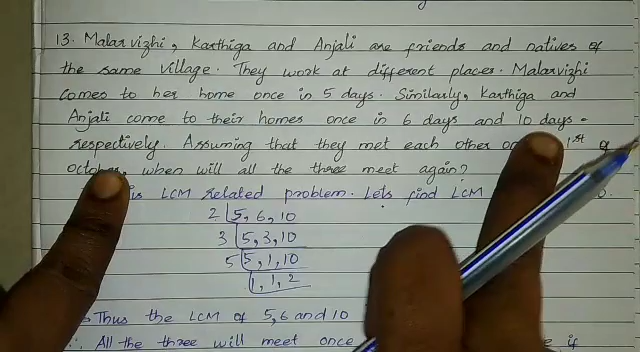 13. Malarvizhi, Karthiga and Anjali are friends and natives of
the same village. They work at different places. Malarvizhi
comes to her home once in 5 days. Similarly, Karthiga and
Anjali come to their homes once in 6 days and 10 days
respectively. Assuming that they met each other on 1st of
october, when will all the three meet again?
is LCM related problem. Lets find LCM
2 5, 6, 10
3 5, 3, 10
5 5, 1, 10
1, 1, 2
Thus the LCM of 5, 6 and 10
∴ All the three will meet once if